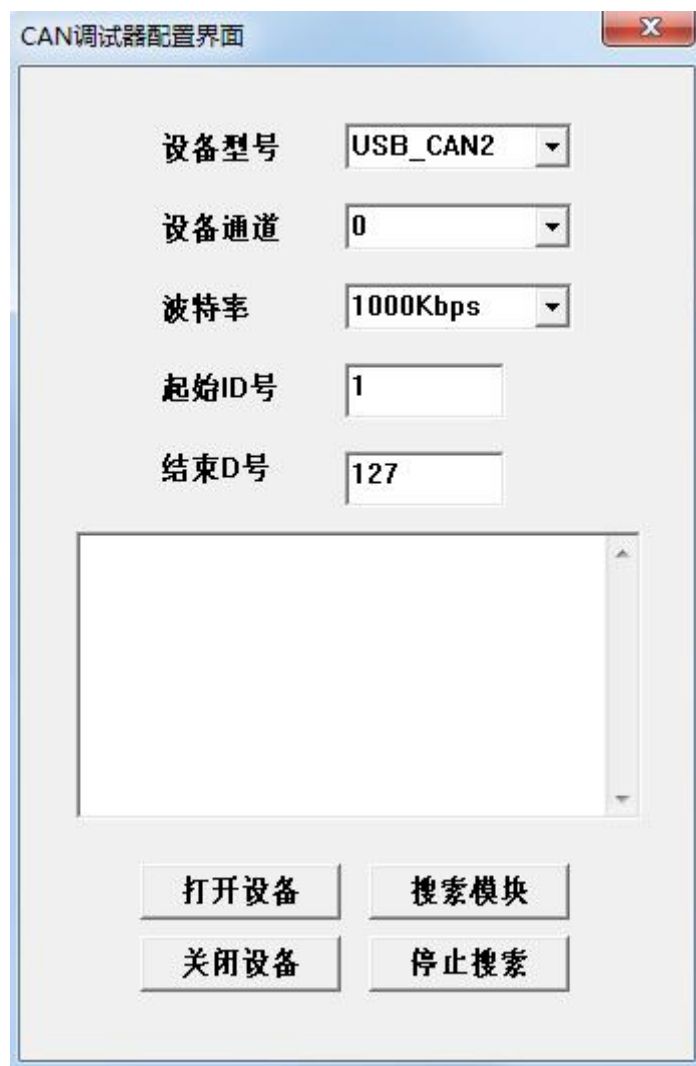 CAN调试器配置界面
设备型号 USB_CAN2
设备通道 0
波特率 1000Kbps
起始ID号 1
结束D号 127
打开设备 搜索模块
关闭设备 停止搜索